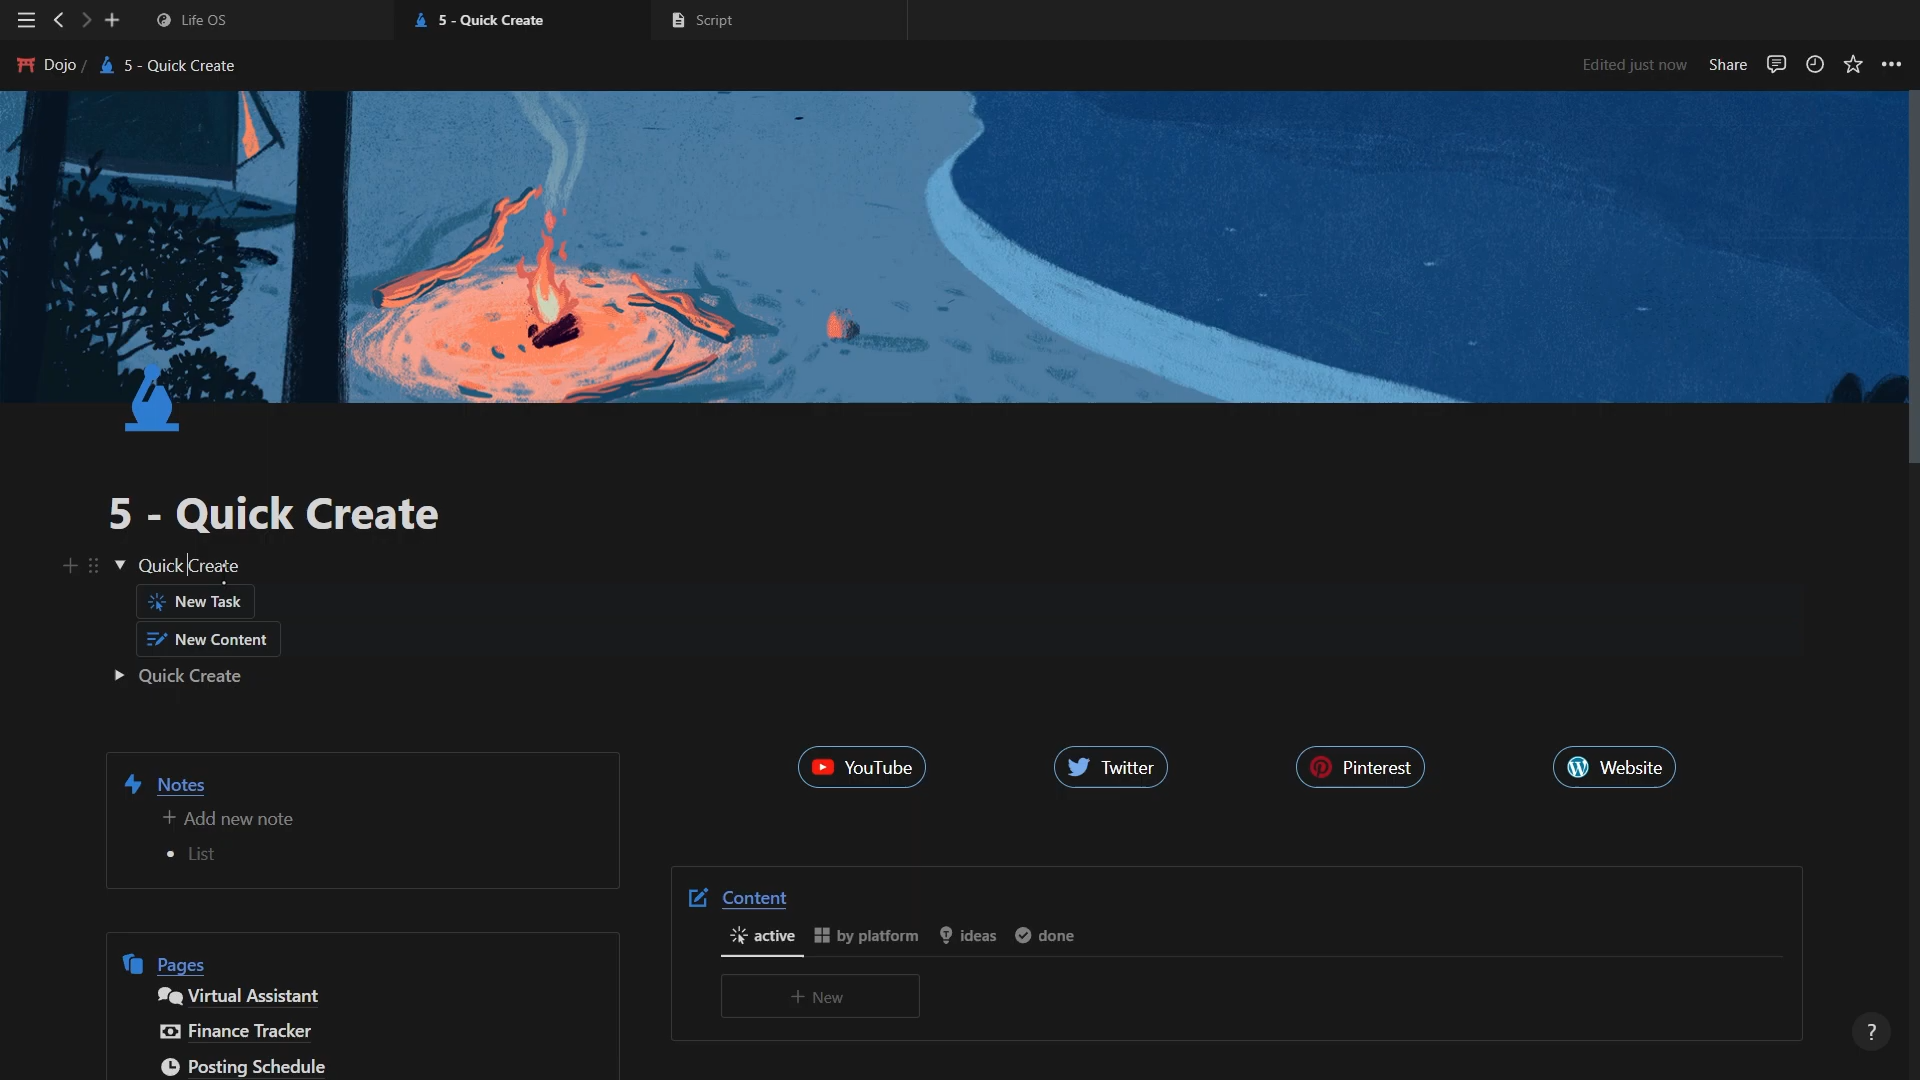 Life OS
5 - Quick Create
Script
Dojo / 5 - Quick Create
Edited just now
Share
5 - Quick Create
Quick Create
New Task
New Content
Quick Create
Notes
+ Add new note
• List
YouTube
Twitter
Pinterest
Website
Content
active
by platform
ideas
done
+ New
Pages
Virtual Assistant
Finance Tracker
Posting Schedule
?